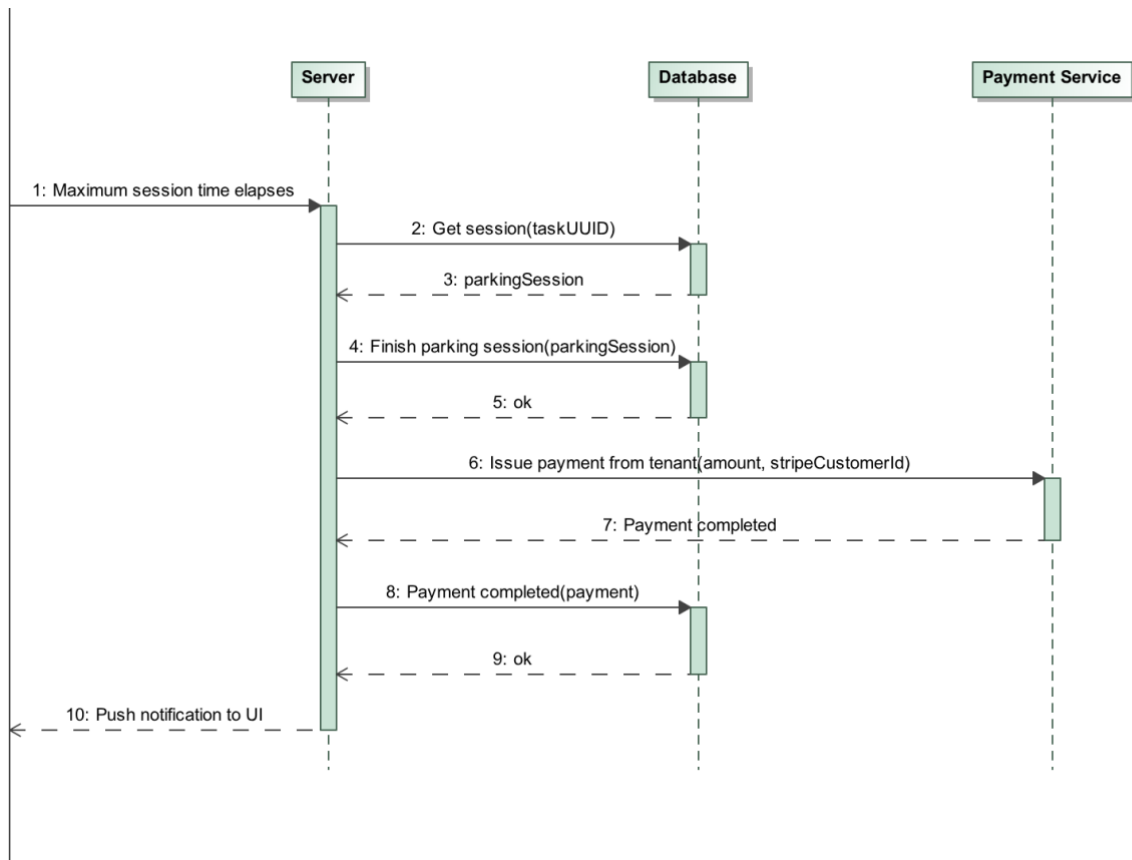 Server
Database
Payment Service
1: Maximum session time elapses
2: Get session(taskUUID)
3: parkingSession
4: Finish parking session(parkingSession)
5: ok
6: Issue payment from tenant(amount, stripeCustomerId)
7: Payment completed
8: Payment completed(payment)
9: ok
10: Push notification to UI